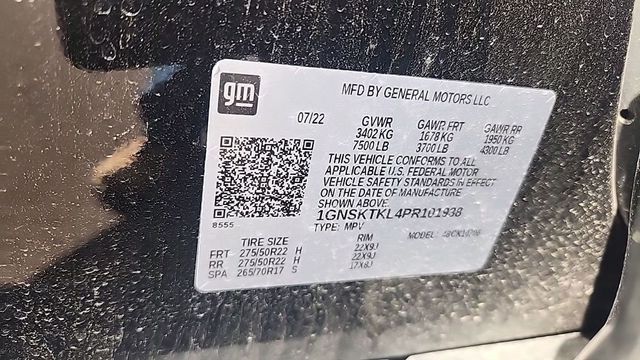 gm
MFD BY GENERAL MOTORS LLC
07/22 GVWR GAWR FRT GAWR RR
3402 KG 1678 KG 1950 KG
7500 LB 3700 LB 4300 LB
THIS VEHICLE CONFORMS TO ALL
APPLICABLE U.S. FEDERAL MOTOR
VEHICLE SAFETY STANDARDS IN EFFECT
ON THE DATE OF MANUFACTURE
SHOWN ABOVE.
8555
1GNSKTKL4PR101938
TYPE: MPV MODEL:
TIRE SIZE RIM
FRT 275/50R22 H 22X9J
RR 275/50R22 H 22X9J
SPA 265/70R17 S 17X8J